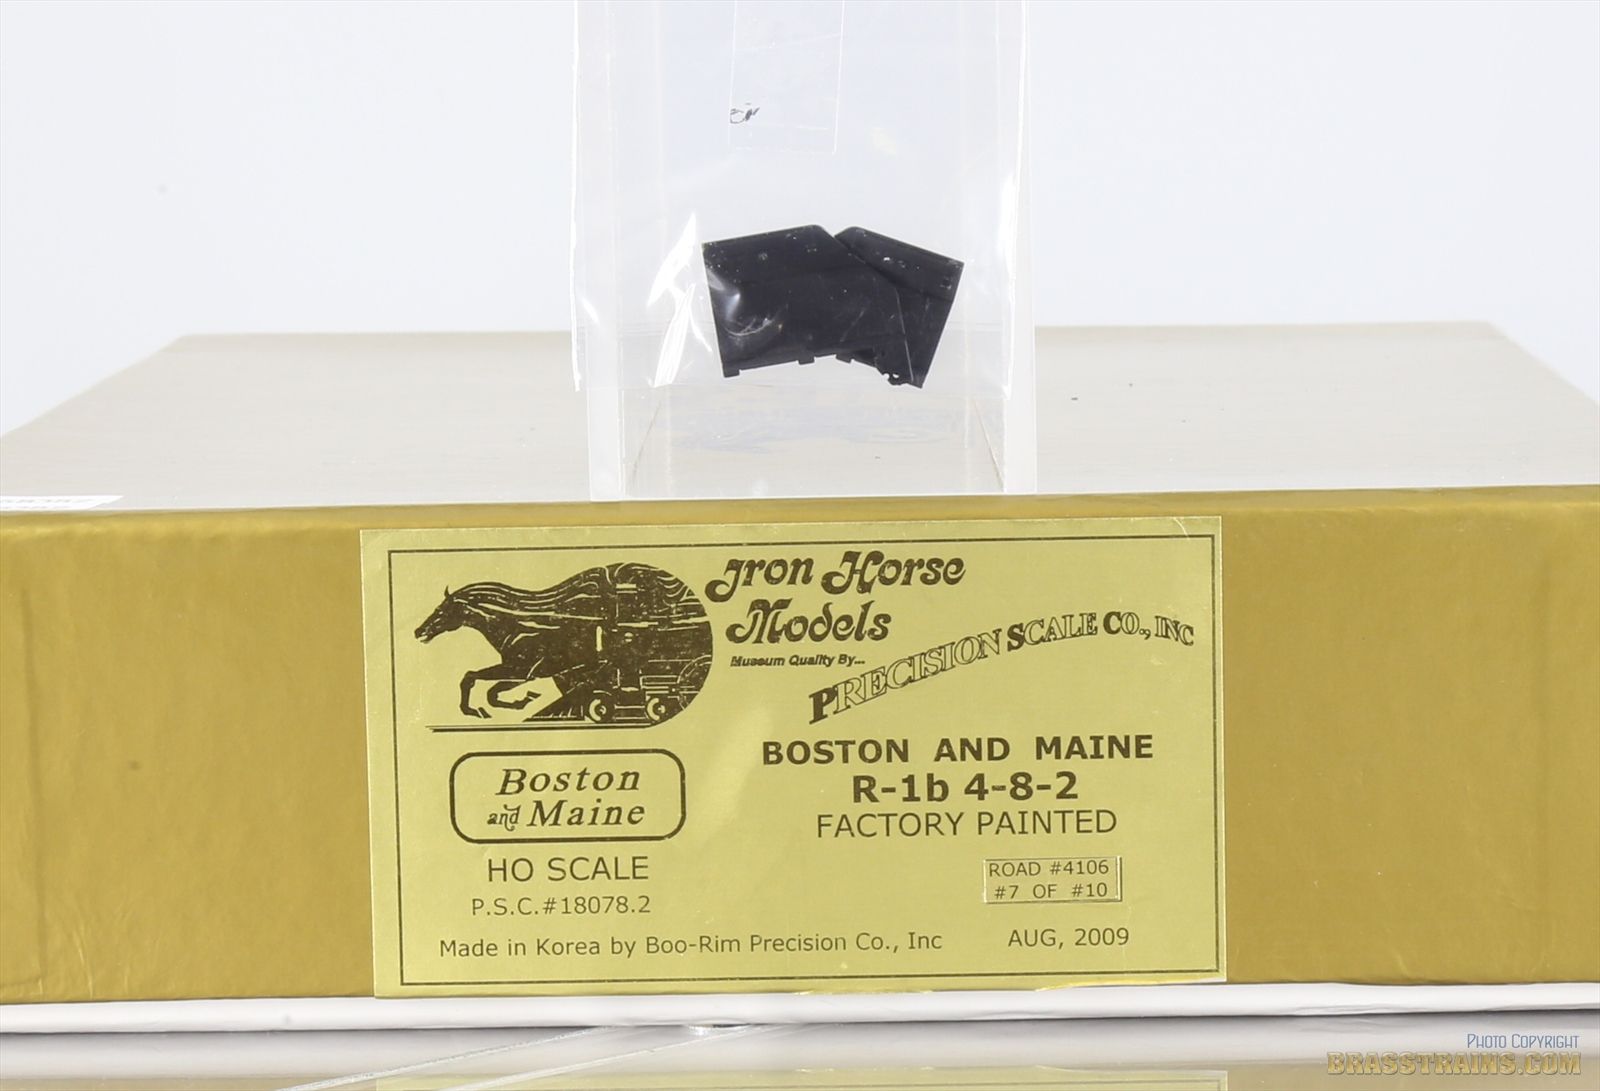 Iron Horse
Models
Museum Quality By...
PRECISION SCALE CO., INC
BOSTON AND MAINE
R-1b 4-8-2
FACTORY PAINTED
Boston
and Maine
HO SCALE
P.S.C.#18078.2
ROAD #4106
#7 OF #10
Made in Korea by Boo-Rim Precision Co., Inc
AUG, 2009
PHOTO COPYRIGHT
BRASSTRAINS.COM